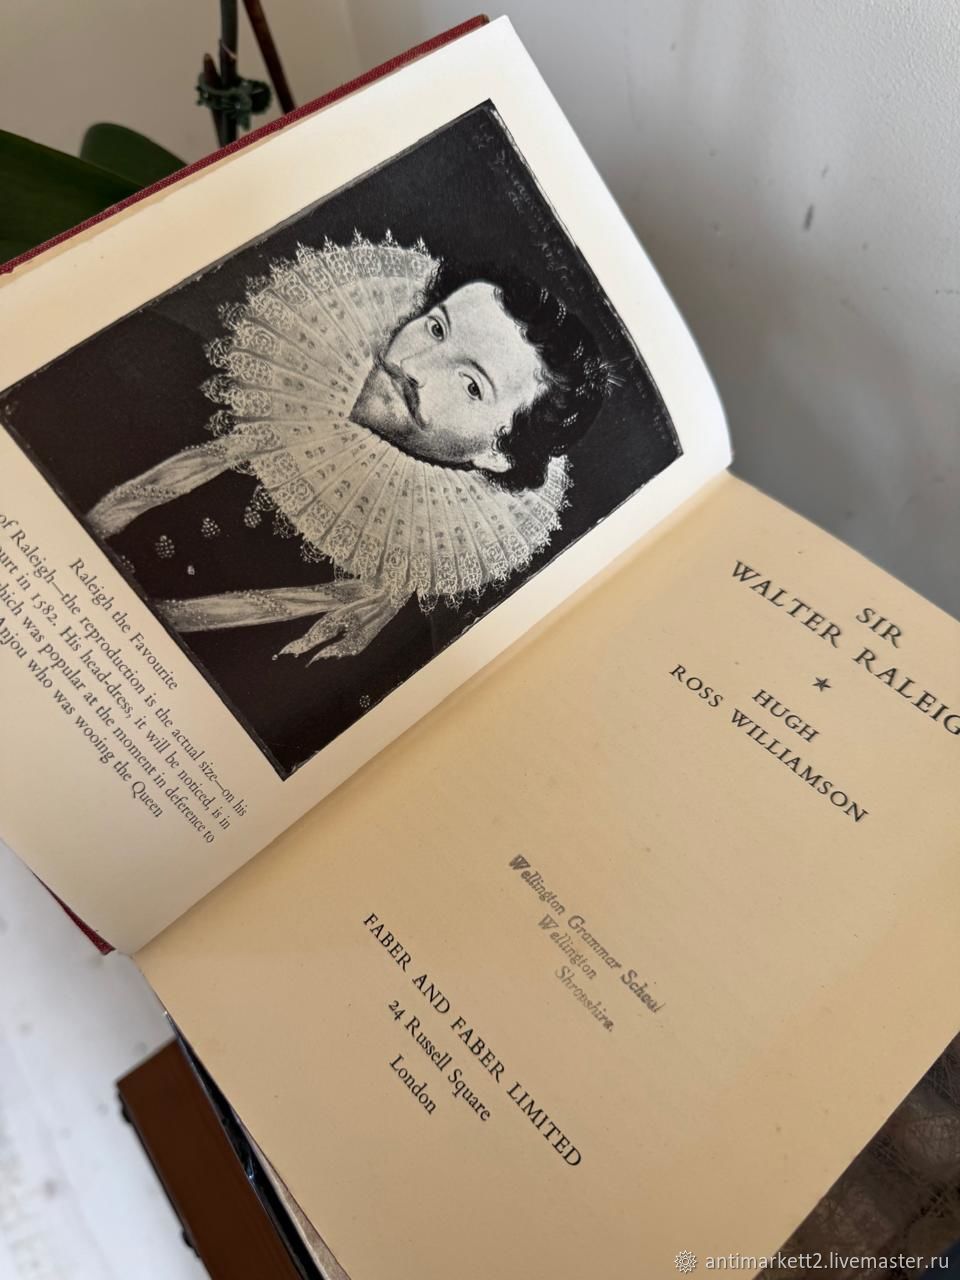 Raleigh the Favourite
of Raleigh—the reproduction is the actual size—on his
court in 1582. His head-dress, it will be noticed, is in
which was popular at the moment in deference to
Anjou who was wooing the Queen
SIR
WALTER RALEIG
★
HUGH
ROSS WILLIAMSON
Wellington Grammar School
Wellington
Shropshire.
FABER AND FABER LIMITED
24 Russell Square
London
antimarkett2.livemaster.ru